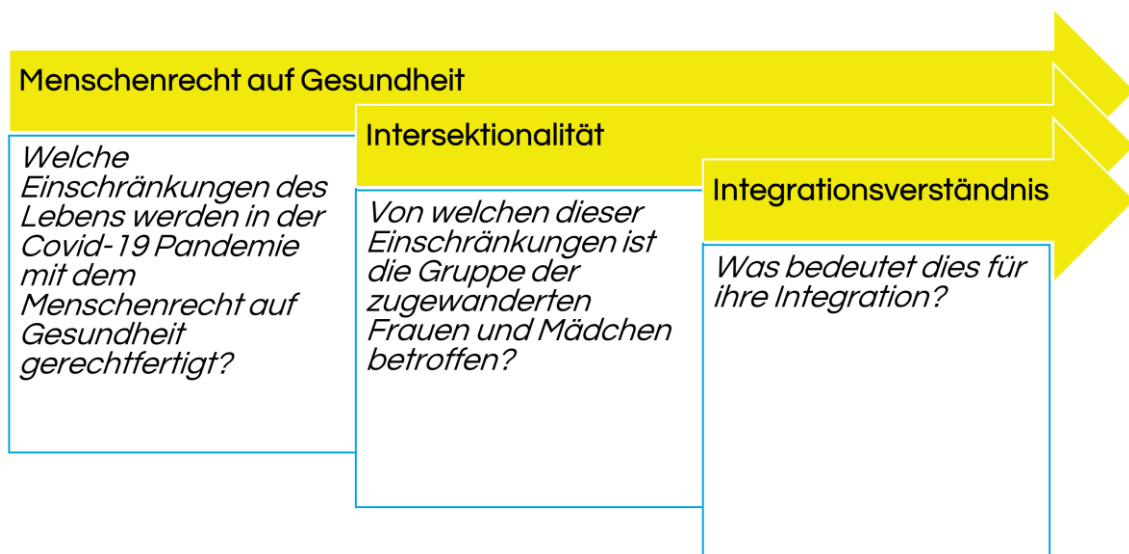 Menschenrecht auf Gesundheit
Welche
Einschränkungen des
Lebens werden in der
Covid-19 Pandemie
mit dem
Menschenrecht auf
Gesundheit
gerechtfertigt?
Intersektionalität
Von welchen dieser
Einschränkungen ist
die Gruppe der
zugewanderten
Frauen und Mädchen
betroffen?
Integrationsverständnis
Was bedeutet dies für
ihre Integration?